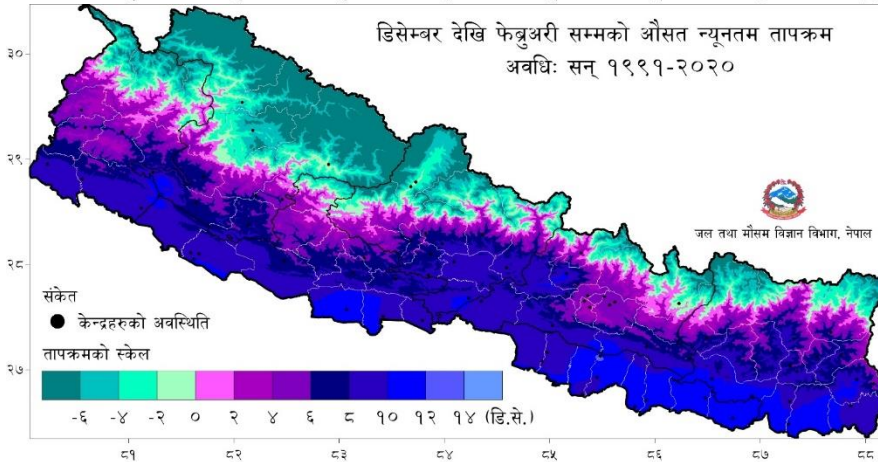 डिसेम्बर देखि फेब्रुअरी सम्मको औसत न्यूनतम तापक्रम
अवधिः सन् १९९१-२०२०
३०
२९
२८
२७
जल तथा मौसम विज्ञान विभाग, नेपाल
संकेत
केन्द्रहरुको अवस्थिति
तापक्रमको स्केल
-६ -४ -२ ० २ ४ ६ ८ १० १२ १४ (डि.से.)
८१ ८२ ८३ ८४ ८५ ८६ ८७ ८८